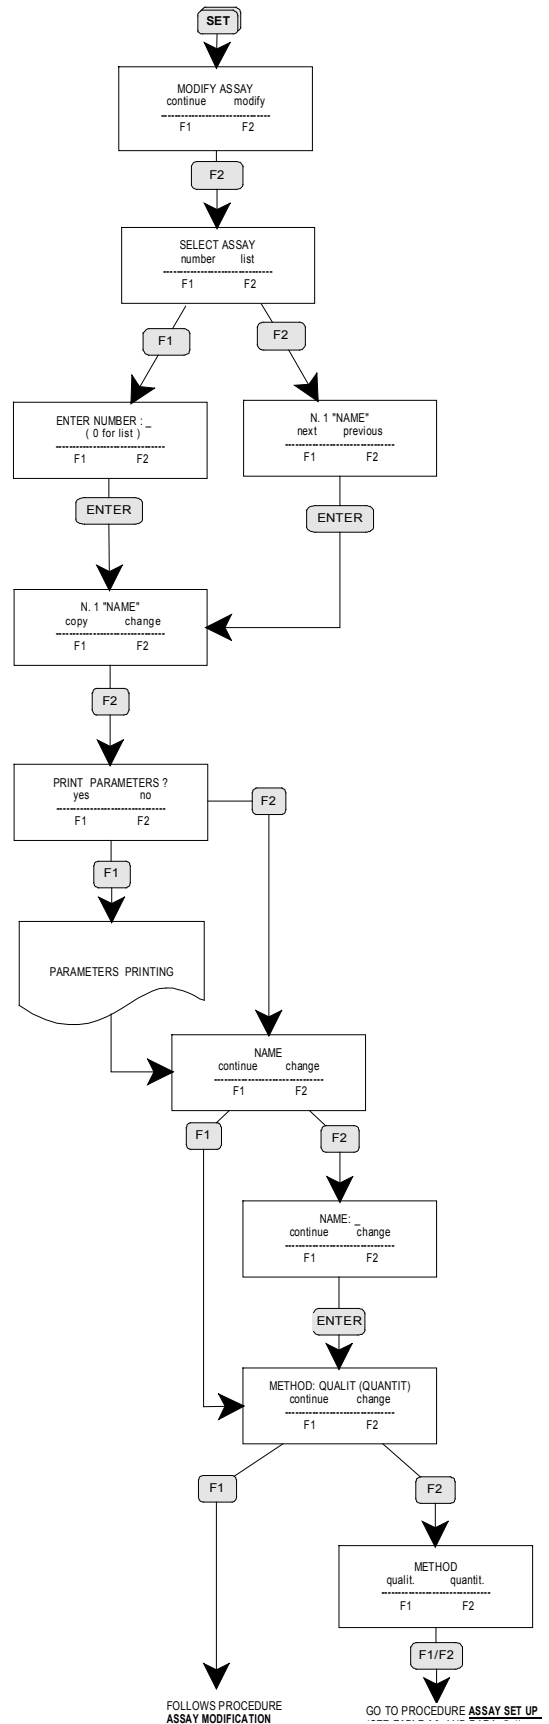 SET
MODIFY ASSAY
continue modify
--------------------------------
F1 F2
F2
SELECT ASSAY
number list
--------------------------------
F1 F2
F1
F2
ENTER NUMBER : _
( 0 for list )
--------------------------------
F1 F2
N. 1 "NAME"
next previous
--------------------------------
F1 F2
ENTER
ENTER
N. 1 "NAME"
copy change
--------------------------------
F1 F2
F2
PRINT PARAMETERS ?
yes no
--------------------------------
F1 F2
F2
F1
PARAMETERS PRINTING
NAME
continue change
--------------------------------
F1 F2
F1
F2
NAME: _
continue change
--------------------------------
F1 F2
ENTER
METHOD: QUALIT (QUANTIT)
continue change
--------------------------------
F1 F2
F1
F2
METHOD
qualit. quantit.
--------------------------------
F1 F2
F1/F2
FOLLOWS PROCEDURE
ASSAY MODIFICATION
GO TO PROCEDURE ASSAY SET UP